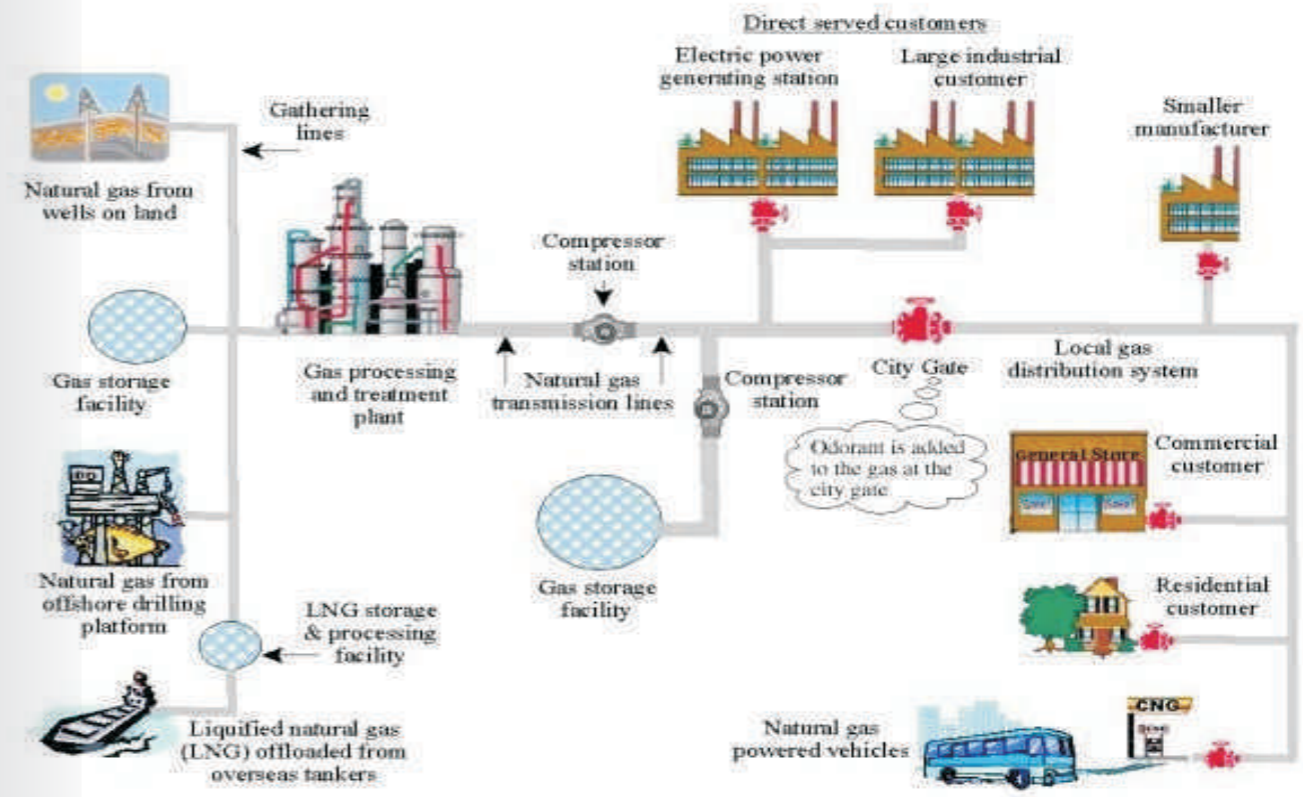 Direct served customers
Electric power
generating station
Large industrial
customer
Smaller
manufacturer
Gathering
lines
Natural gas from
wells on land
Compressor
station
Gas storage
facility
Gas processing
and treatment
plant
Natural gas
transmission lines
Compressor
station
City Gate
Local gas
distribution system
Odorant is added
to the gas at the
city gate
General Store
Commercial
customer
Natural gas from
offshore drilling
platform
Gas storage
facility
Residential
customer
LNG storage
& processing
facility
Liquified natural gas
(LNG) offloaded from
overseas tankers
Natural gas
powered vehicles
CNG